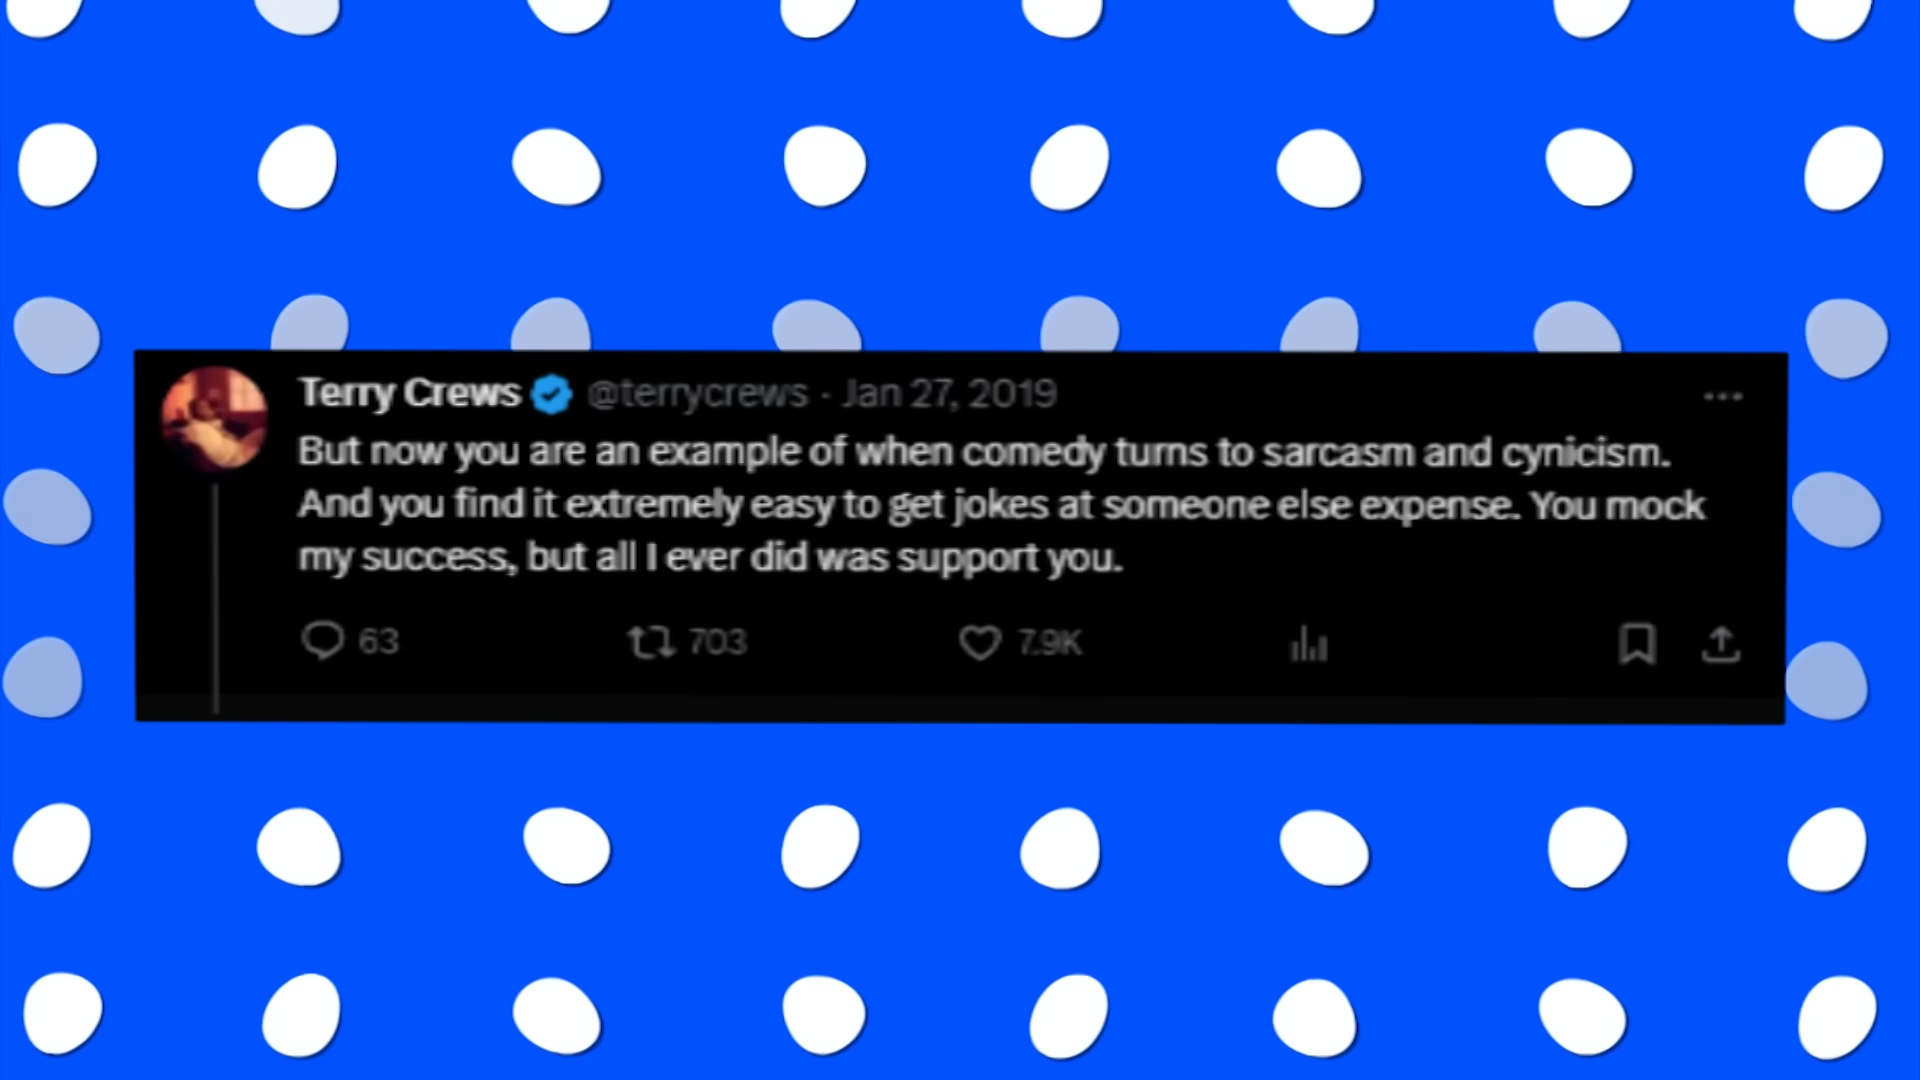 Terry Crews @terrycrews · Jan 27, 2019
But now you are an example of when comedy turns to sarcasm and cynicism.
And you find it extremely easy to get jokes at someone else expense. You mock
my success, but all I ever did was support you.
63 703 7.9K